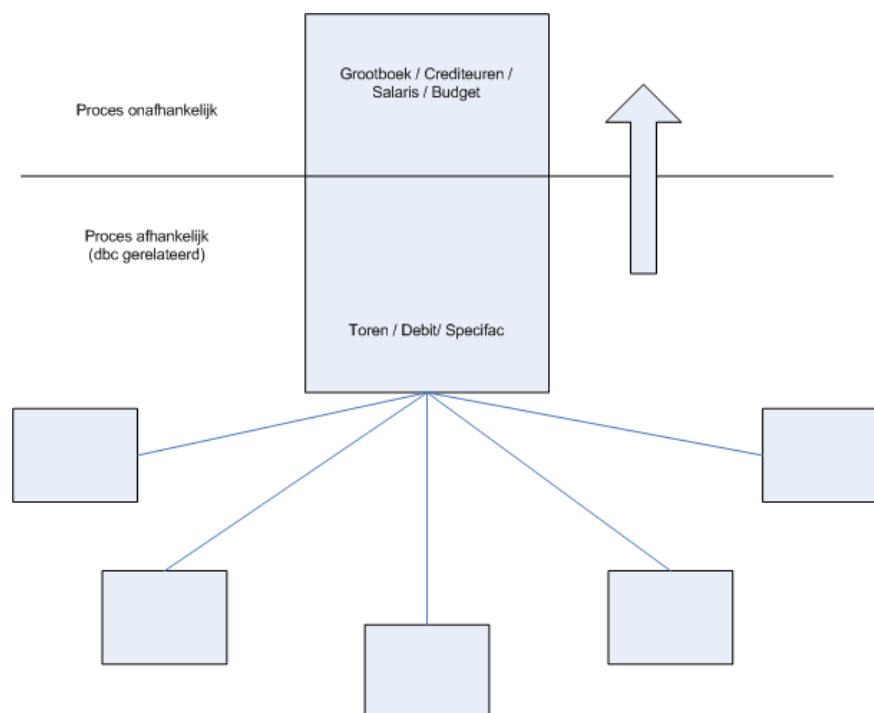 Grootboek / Crediteuren /
Salaris / Budget
Proces onafhankelijk
Proces afhankelijk
(dbc gerelateerd)
Toren / Debit/ Specifac